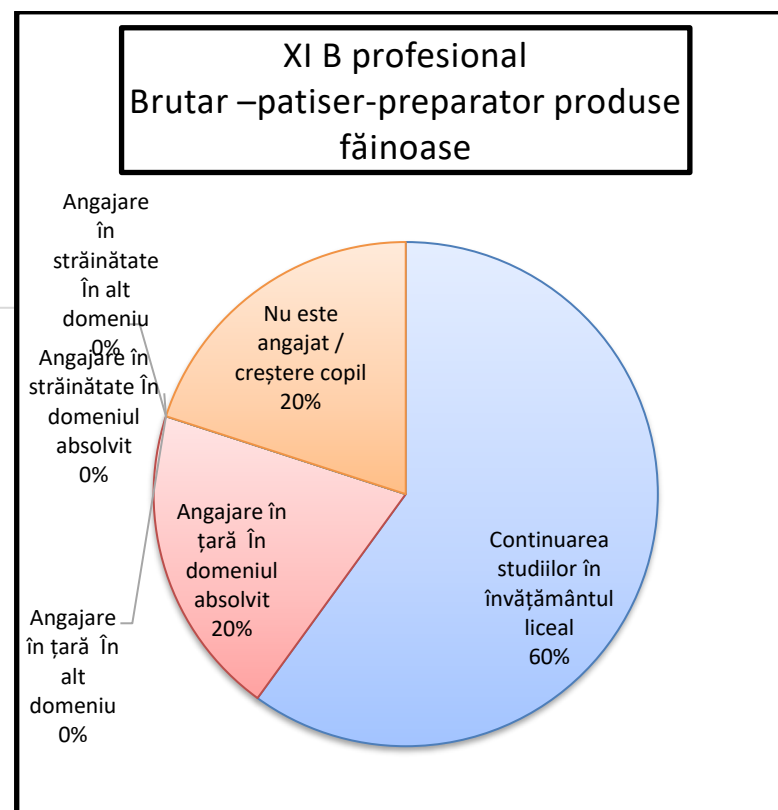 XI B profesional
Brutar –patiser-preparator produse
făinoase
Angajare
în
străinătate
În alt
domeniu
0%
Angajare în
străinătate În
domeniul
absolvit
0%
Nu este
angajat /
creștere copil
20%
Angajare în
țară În
domeniul
absolvit
20%
Continuarea
studiilor în
învățământul
liceal
60%
Angajare
în țară În
alt
domeniu
0%